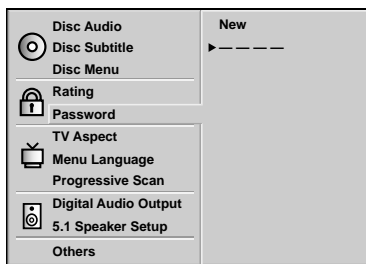 Disc Audio
Disc Subtitle
Disc Menu
Rating
Password
TV Aspect
Menu Language
Progressive Scan
Digital Audio Output
5.1 Speaker Setup
Others
New
– – – –